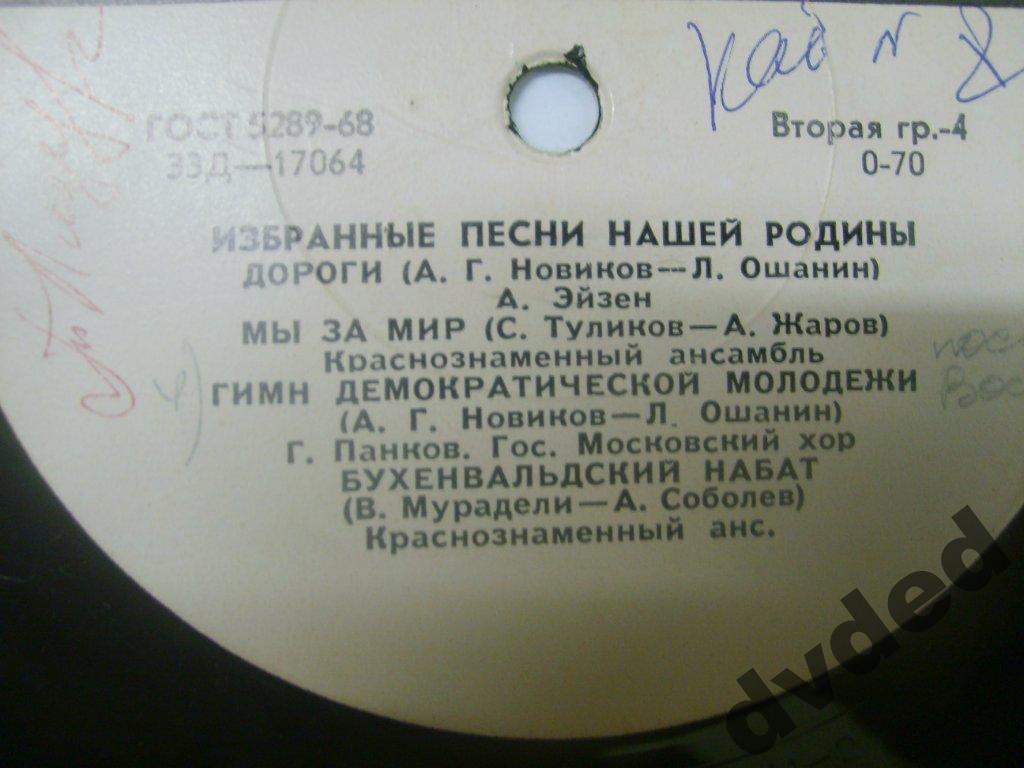 ГОСТ 5289-68
33Д—17064
Вторая гр.-4
0-70
ИЗБРАННЫЕ ПЕСНИ НАШЕЙ РОДИНЫ
ДОРОГИ (А. Г. Новиков—Л. Ошанин)
А. Эйзен
МЫ ЗА МИР (С. Туликов—А. Жаров)
Краснознаменный ансамбль
4)
ГИМН ДЕМОКРАТИЧЕСКОЙ МОЛОДЕЖИ
(А. Г. Новиков—Л. Ошанин)
Г. Панков. Гос. Московский хор
БУХЕНВАЛЬДСКИЙ НАБАТ
(В. Мурадели—А. Соболев)
Краснознаменный анс.
dvded